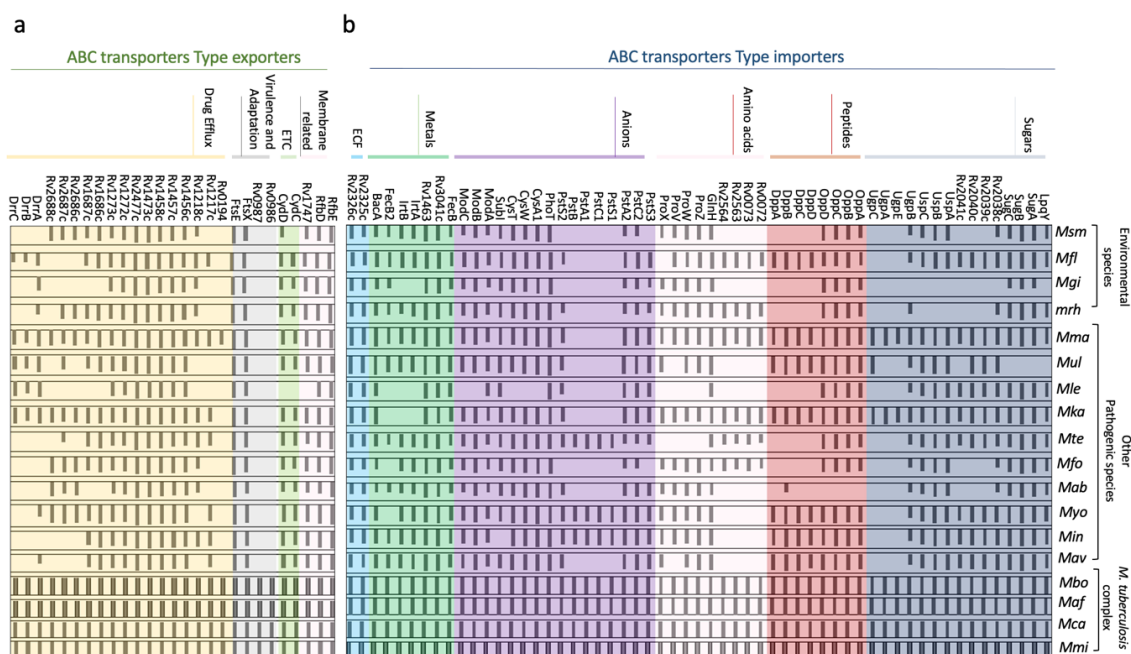 a
b
ABC transporters Type exporters
ABC transporters Type importers
Drug Efflux
Virulence and
Adaptation
ETC
Membrane
related
ECF
Metals
Anions
Amino acids
Peptides
Sugars
DrrC
DrrB
DrrA
Rv2688c
Rv2687c
Rv2686c
Rv1687c
Rv1686c
Rv1273c
Rv1272c
Rv2477c
Rv1473c
Rv1458c
Rv1457c
Rv1456c
Rv1218c
Rv1217c
Rv0194
FtsE
FtsX
Rv0987
Rv0986
CydD
CydC
Rv1747
RfbD
RfbE
Rv2326c
Rv2325c
BacA
FecB2
IrtB
IrtA
Rv1463
Rv3041c
FecB
ModC
ModB
ModA
SubI
CysT
CysW
CysA1
PhoT
PstS2
PstB
PstA1
PstC1
PstS1
PstA2
PstC2
PstS3
ProX
ProV
ProW
ProZ
GlnH
Rv2564
Rv2563
Rv0073
Rv0072
DppA
DppB
DppC
DppD
OppD
OppC
OppB
OppA
UgpC
UgpA
UgpE
UgpB
UspC
UspB
UspA
Rv2041c
Rv2040c
Rv2039c
Rv2038c
SugC
SugB
SugA
LpqY
Msm
Mfl
Mgi
mrh
Mma
Mul
Mle
Mka
Mte
Mfo
Mab
Myo
Min
Mav
Mbo
Maf
Mca
Mmi
Environmental
species
Other
Pathogenic species
M. tuberculosis
complex